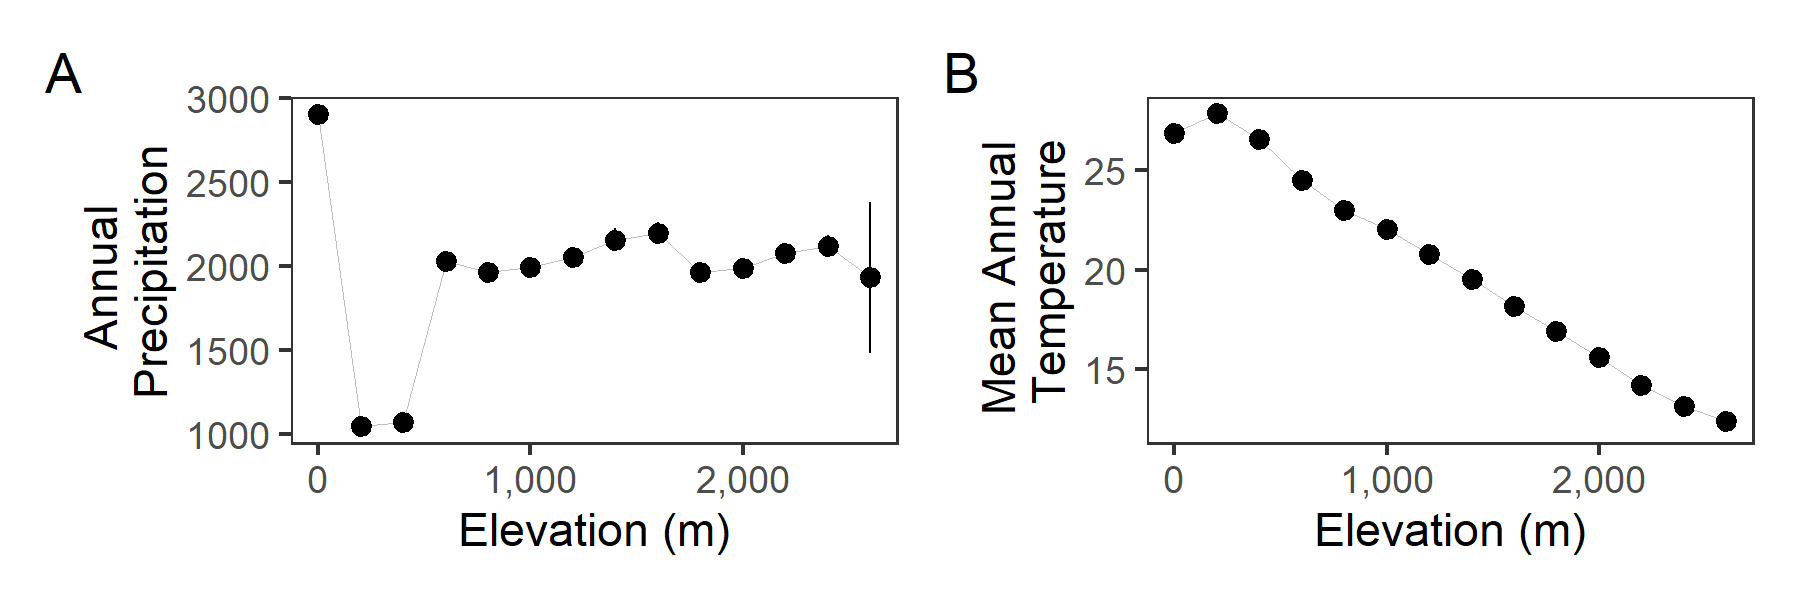 A
Annual
Precipitation
3000
2500
2000
1500
1000
0
1,000
2,000
Elevation (m)
B
Mean Annual
Temperature
25
20
15
0
1,000
2,000
Elevation (m)